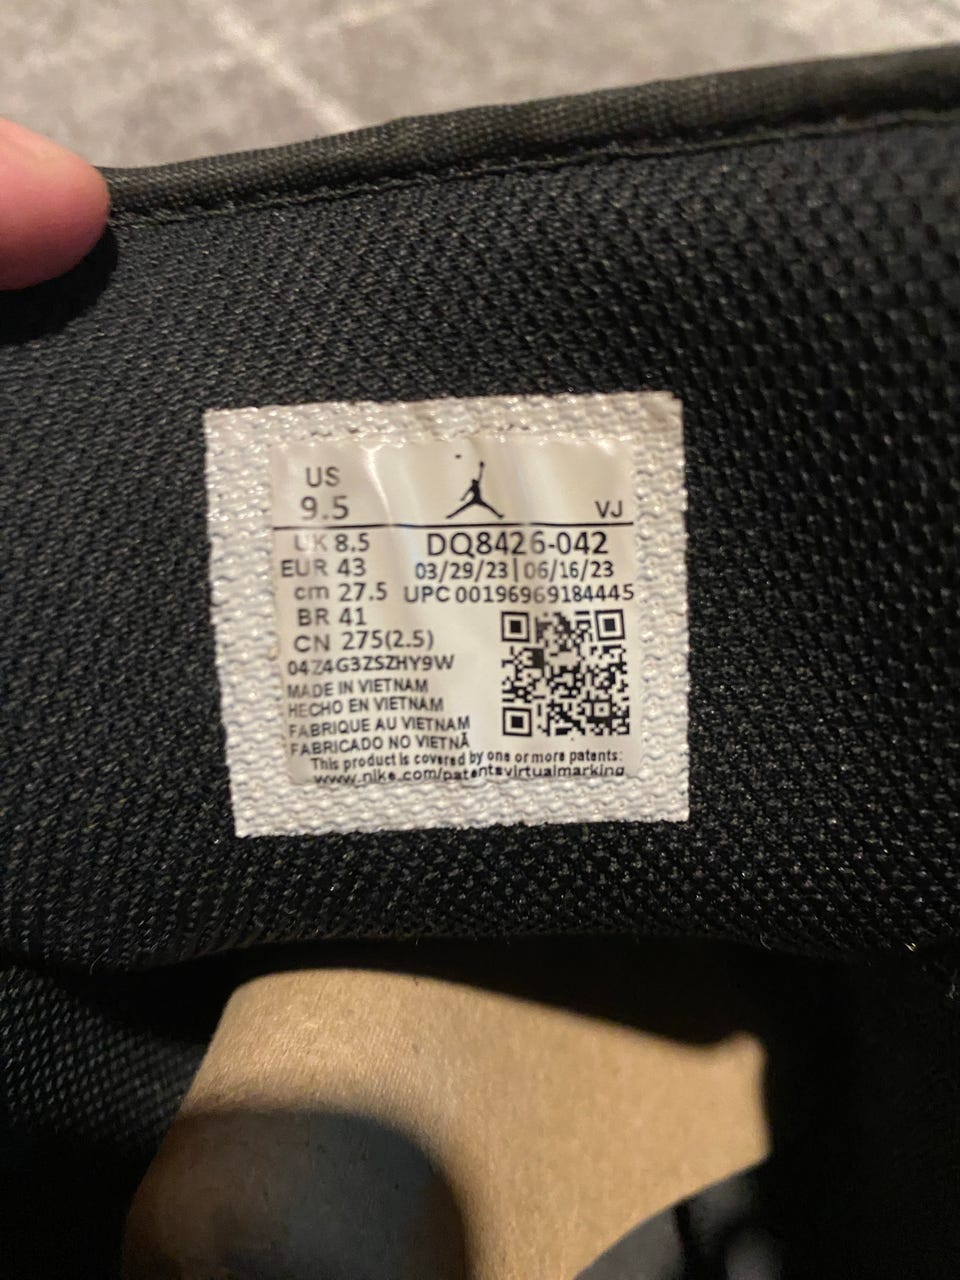 US
9.5
VJ
UK 8.5
DQ8426-042
EUR 43
03/29/23 | 06/16/23
cm 27.5
UPC 00196969184445
BR 41
CN 275(2.5)
04Z4G3ZSZHY9W
MADE IN VIETNAM
HECHO EN VIETNAM
FABRIQUE AU VIETNAM
FABRICADO NO VIETNÃ
This product is covered by one or more patents:
www.nike.com/patentsvirtualmarking